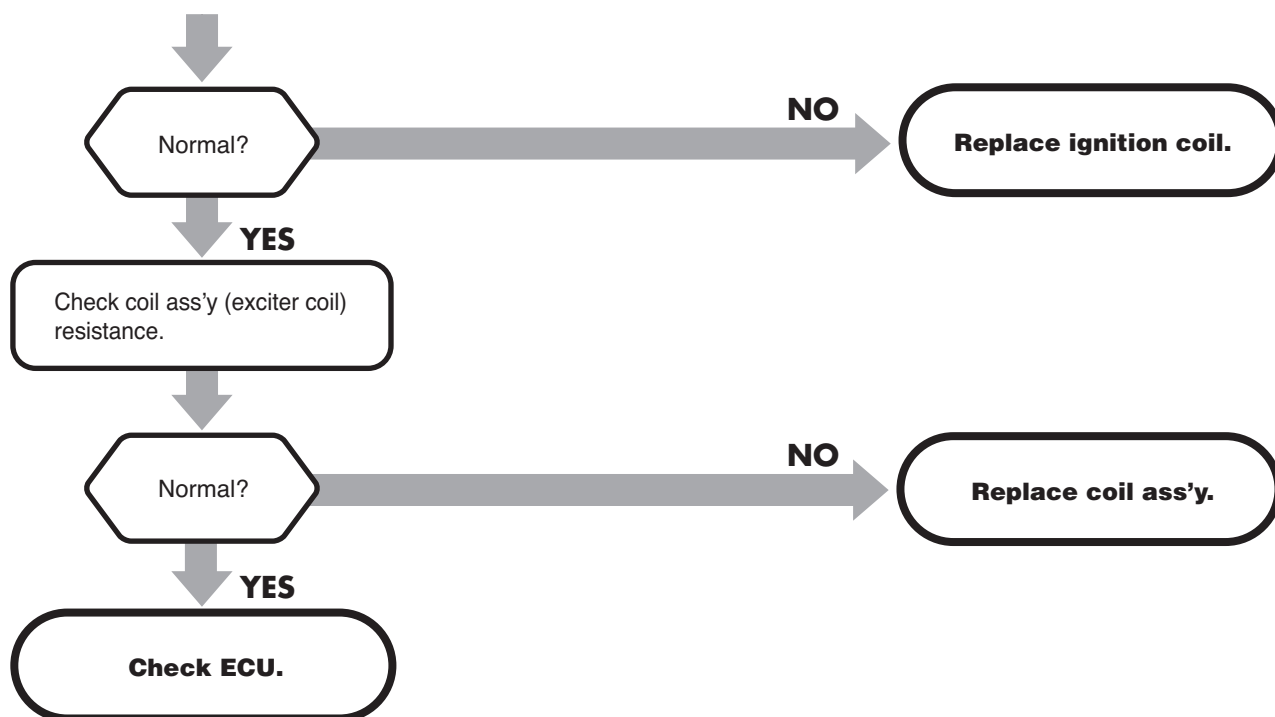 Normal?
NO
Replace ignition coil.
YES
Check coil ass'y (exciter coil)
resistance.
Normal?
NO
Replace coil ass'y.
YES
Check ECU.